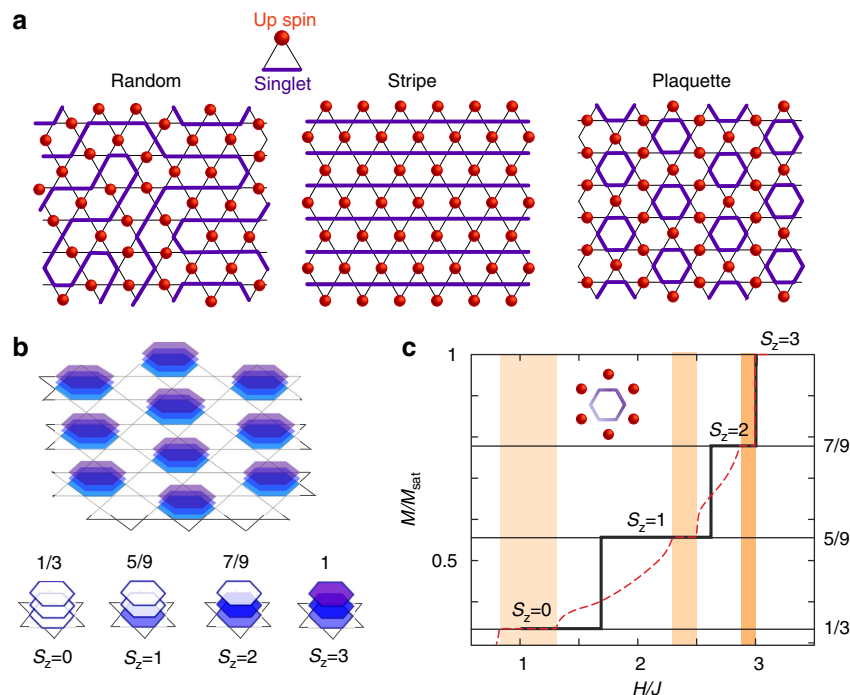 a
Up spin
Singlet
Random
Stripe
Plaquette
b
1/3 5/9 7/9 1
Sz=0 Sz=1 Sz=2 Sz=3
c
M/Msat
1
0.5
Sz=3
Sz=2
Sz=1
Sz=0
7/9
5/9
1/3
1 2 3
H/J